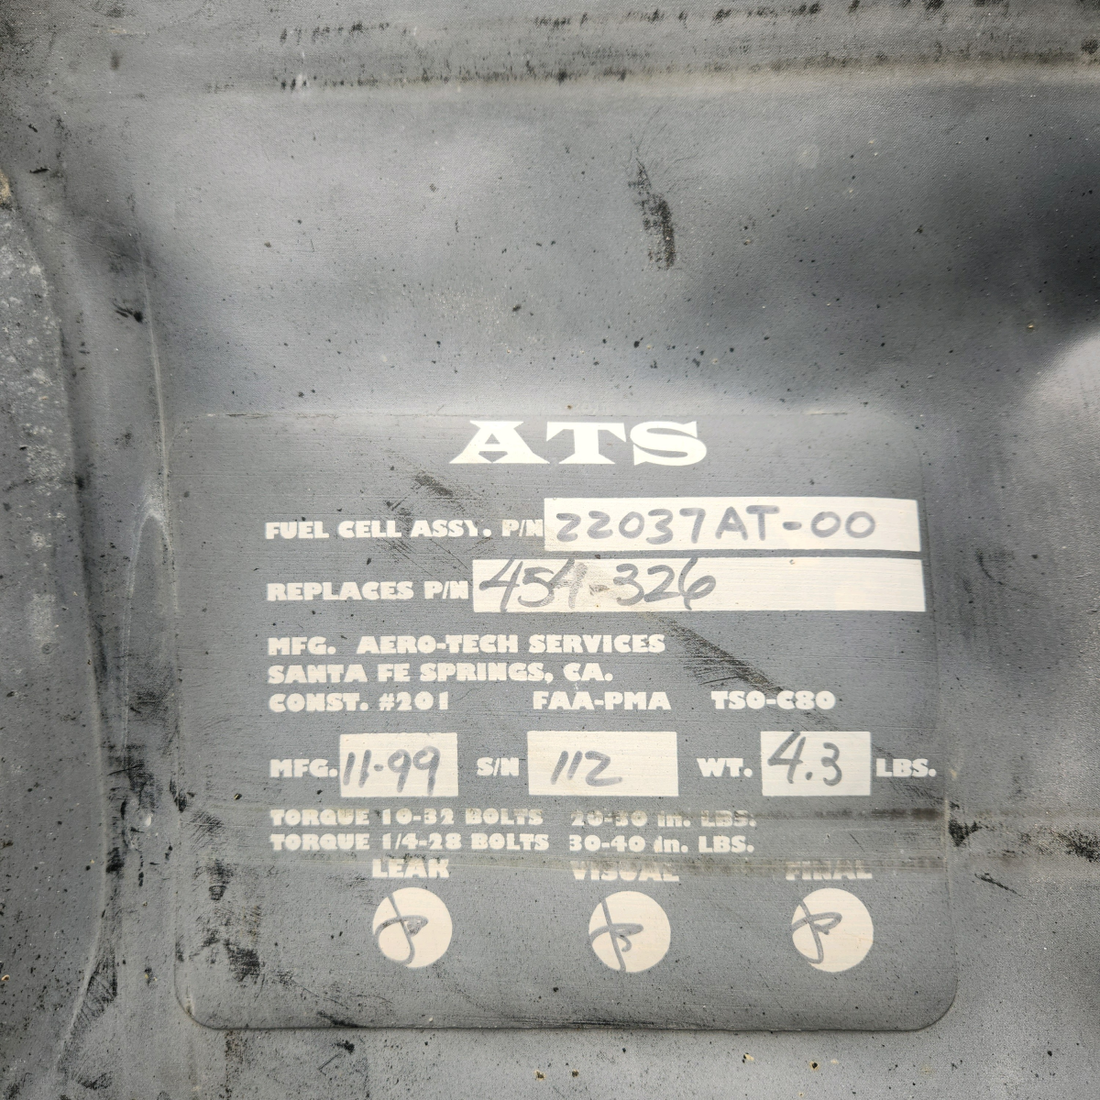 ATS
FUEL CELL ASSY. P/N 22037AT-00
REPLACES P/N 454-326
MFG. AERO-TECH SERVICES
SANTA FE SPRINGS, CA.
CONST. #201 FAA-PMA TSO-C80
MFG. 11-99 S/N 112 WT. 4.3 LBS.
TORQUE 10-32 BOLTS 20-30 in. LBS.
TORQUE 1/4-28 BOLTS 30-40 in. LBS.
LEAK VISUAL FINAL